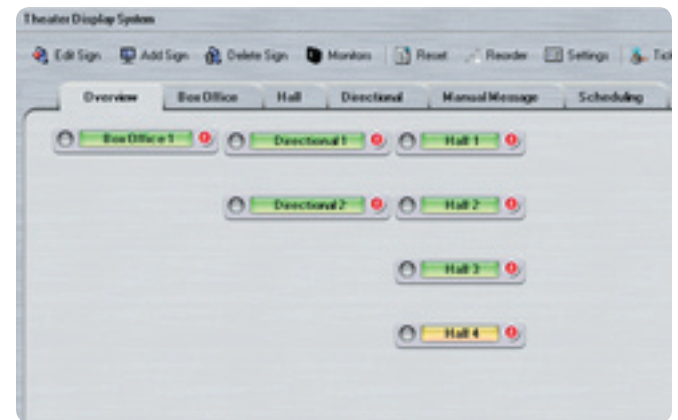 Theater Display System
Edit Sign Add Sign Delete Sign Monitors Reset Reorder Settings
Overview Box Office Hall Directional Manual Message Scheduling
Box Office 1 Directional 1 Hall 1
Directional 2 Hall 2
Hall 3
Hall 4